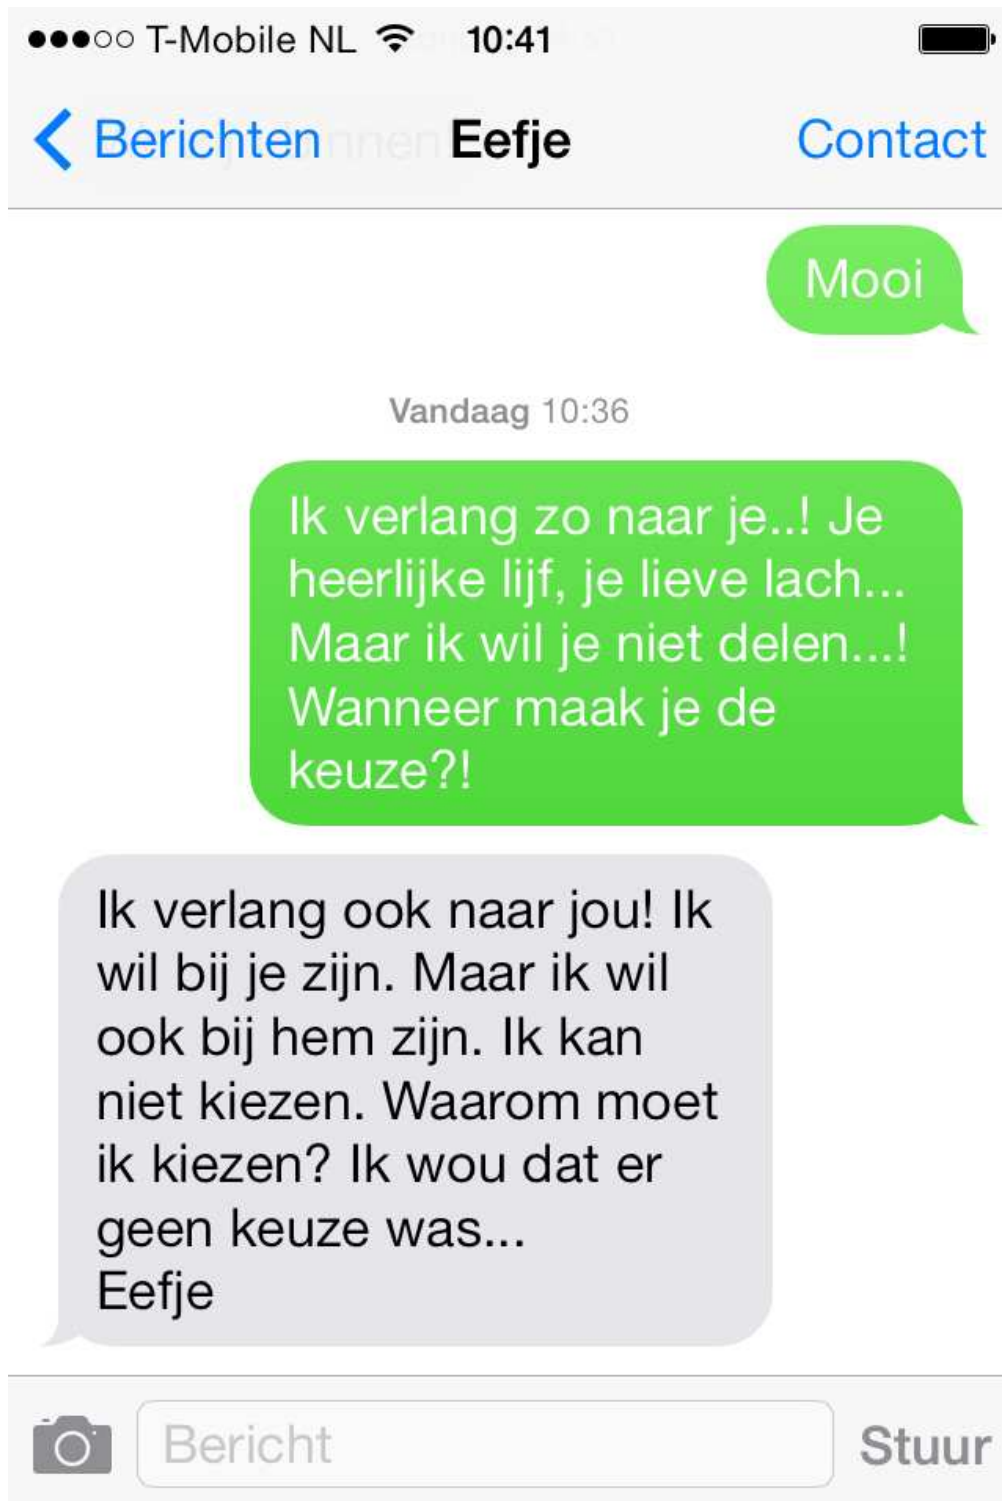 T-Mobile NL 10:41
Berichten Eefje Contact
Mooi
Vandaag 10:36
Ik verlang zo naar je..! Je
heerlijke lijf, je lieve lach...
Maar ik wil je niet delen...!
Wanneer maak je de
keuze?!
Ik verlang ook naar jou! Ik
wil bij je zijn. Maar ik wil
ook bij hem zijn. Ik kan
niet kiezen. Waarom moet
ik kiezen? Ik wou dat er
geen keuze was...
Eefje
Bericht Stuur